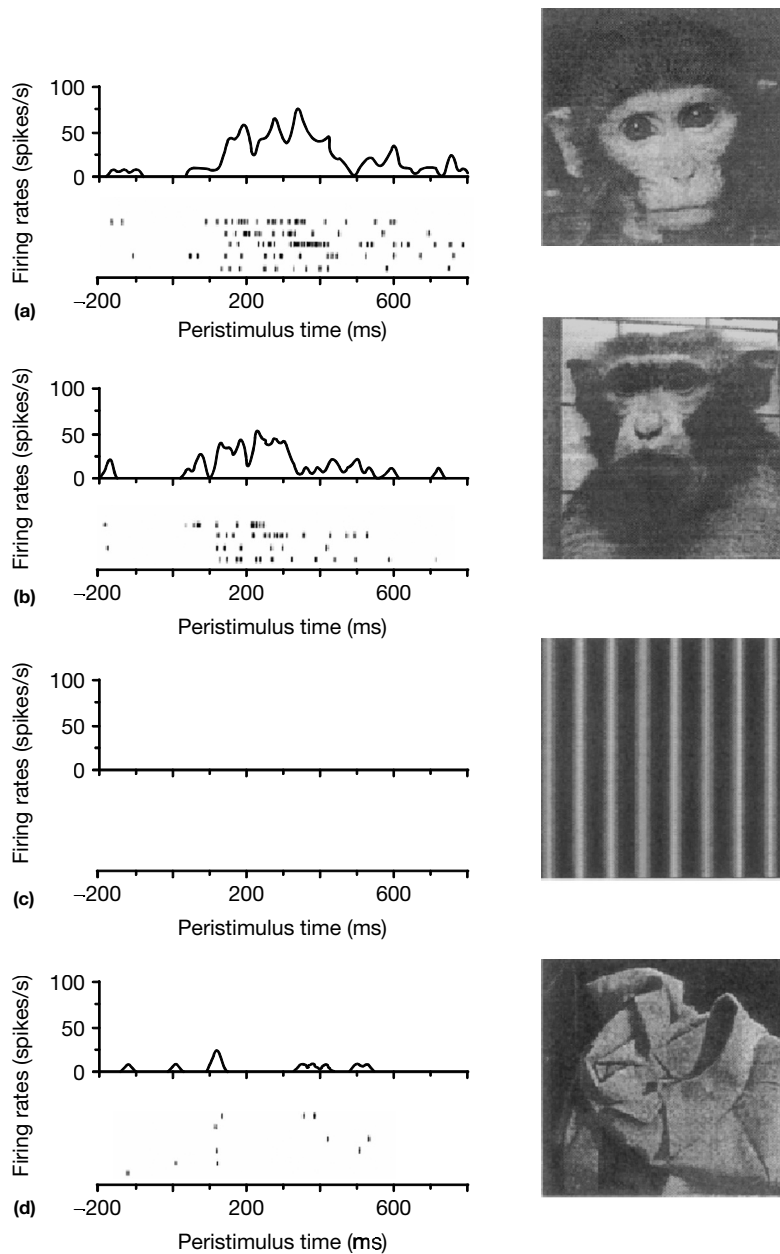 Firing rates (spikes/s)
100
50
0
(a)
–200 200 600
Peristimulus time (ms)
Firing rates (spikes/s)
100
50
0
(b)
–200 200 600
Peristimulus time (ms)
Firing rates (spikes/s)
100
50
0
(c)
–200 200 600
Peristimulus time (ms)
Firing rates (spikes/s)
100
50
0
(d)
–200 200 600
Peristimulus time (ms)